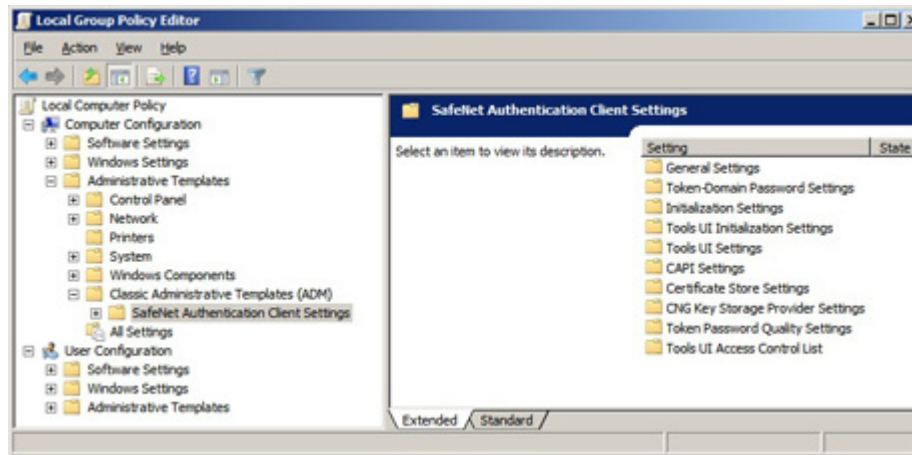 Local Group Policy Editor
File Action View Help
Local Computer Policy
Computer Configuration
Software Settings
Windows Settings
Administrative Templates
Control Panel
Network
Printers
System
Windows Components
Classic Administrative Templates (ADM)
SafeNet Authentication Client Settings
All Settings
User Configuration
Software Settings
Windows Settings
Administrative Templates
SafeNet Authentication Client Settings
Select an item to view its description.
Setting State
General Settings
Token-Domain Password Settings
Initialization Settings
Tools UI Initialization Settings
Tools UI Settings
CAPI Settings
Certificate Store Settings
CNG Key Storage Provider Settings
Token Password Quality Settings
Tools UI Access Control List
Extended Standard